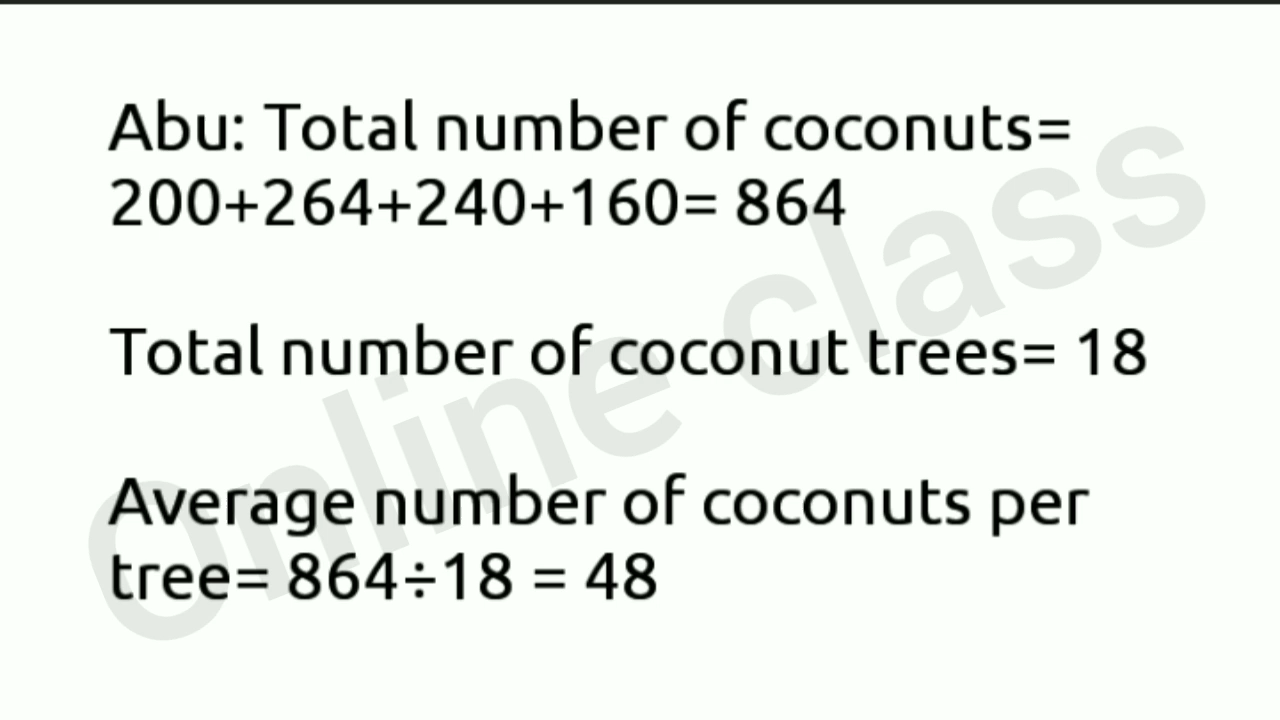 Abu: Total number of coconuts=
200+264+240+160= 864
Total number of coconut trees= 18
Average number of coconuts per
tree= 864÷18 = 48
Online class